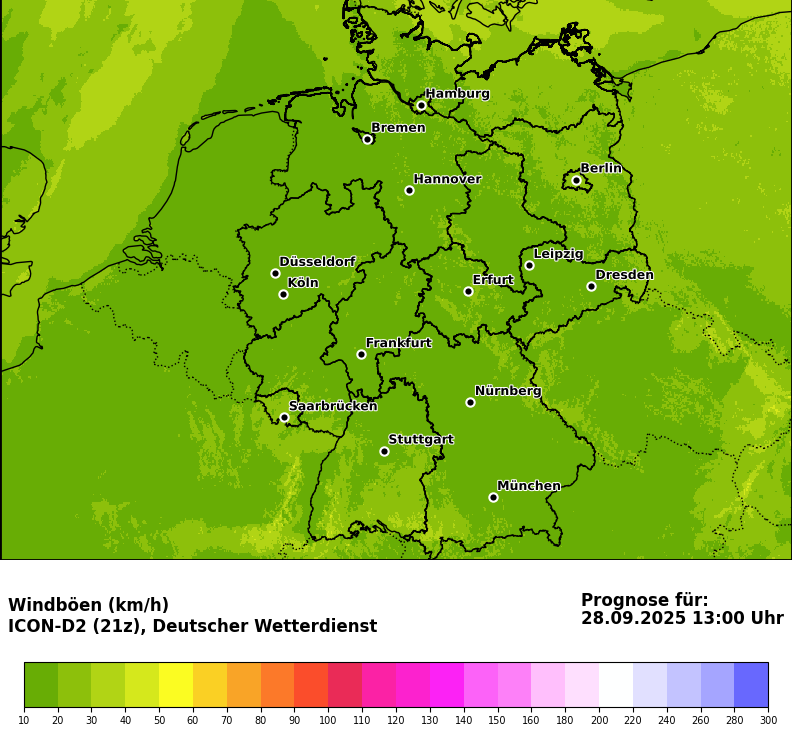 Hamburg
Bremen
Berlin
Hannover
Düsseldorf
Leipzig
Köln
Erfurt
Dresden
Frankfurt
Nürnberg
Saarbrücken
Stuttgart
München
Windböen (km/h)
ICON-D2 (21z), Deutscher Wetterdienst
Prognose für:
28.09.2025 13:00 Uhr
10 20 30 40 50 60 70 80 90 100 110 120 130 140 150 160 180 200 220 240 260 280 300